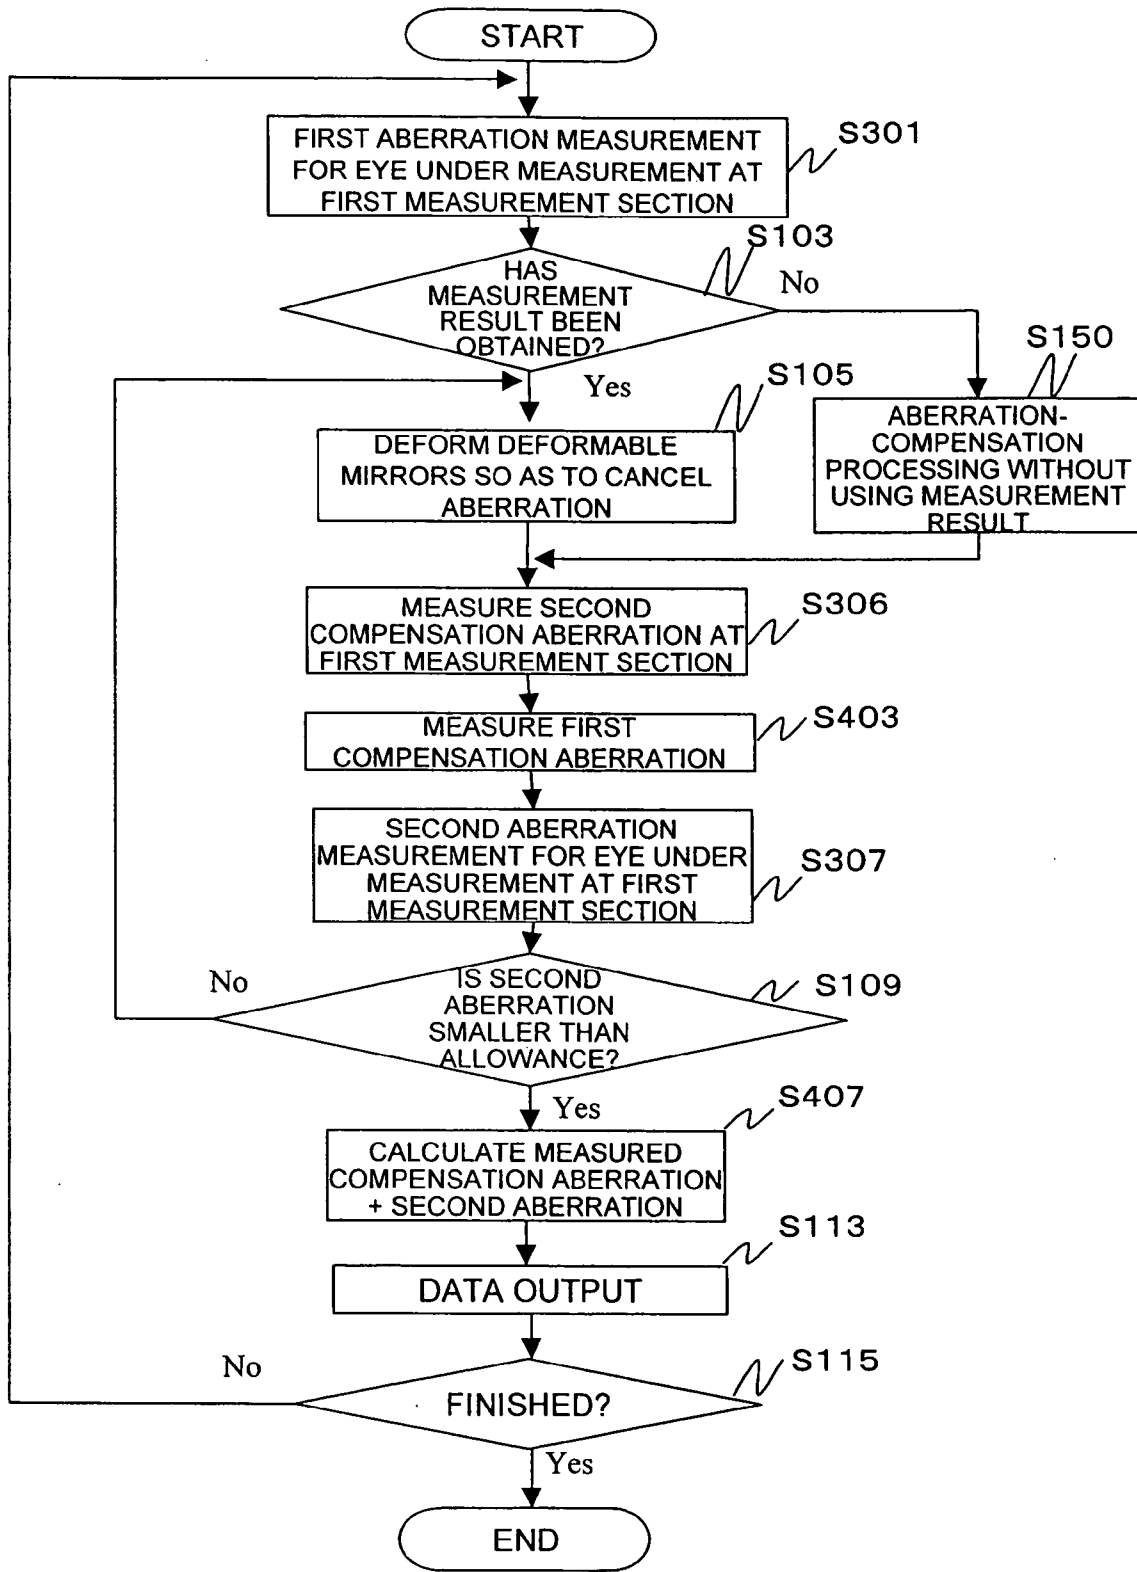 START
FIRST ABERRATION MEASUREMENT
FOR EYE UNDER MEASUREMENT AT
FIRST MEASUREMENT SECTION
S301
HAS
MEASUREMENT
RESULT BEEN
OBTAINED?
S103
No
Yes
S105
S150
DEFORM DEFORMABLE
MIRRORS SO AS TO CANCEL
ABERRATION
ABERRATION-
COMPENSATION
PROCESSING WITHOUT
USING MEASUREMENT
RESULT
MEASURE SECOND
COMPENSATION ABERRATION AT
FIRST MEASUREMENT SECTION
S306
MEASURE FIRST
COMPENSATION ABERRATION
S403
SECOND ABERRATION
MEASUREMENT FOR EYE UNDER
MEASUREMENT AT FIRST
MEASUREMENT SECTION
S307
No
IS SECOND
ABERRATION
SMALLER THAN
ALLOWANCE?
S109
Yes
S407
CALCULATE MEASURED
COMPENSATION ABERRATION
+ SECOND ABERRATION
S113
DATA OUTPUT
No
FINISHED?
S115
Yes
END